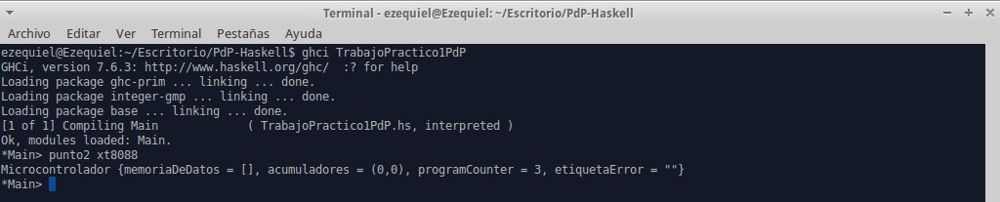 Terminal - ezequiel@Ezequiel: ~/Escritorio/PdP-Haskell
Archivo Editar Ver Terminal Pestañas Ayuda
ezequiel@Ezequiel:~/Escritorio/PdP-Haskell$ ghci TrabajoPractico1PdP
GHCi, version 7.6.3: http://www.haskell.org/ghc/  :? for help
Loading package ghc-prim ... linking ... done.
Loading package integer-gmp ... linking ... done.
Loading package base ... linking ... done.
[1 of 1] Compiling Main             ( TrabajoPractico1PdP.hs, interpreted )
Ok, modules loaded: Main.
*Main> punto2 xt8088
Microcontrolador {memoriaDeDatos = [], acumuladores = (0,0), programCounter = 3, etiquetaError = ""}
*Main>